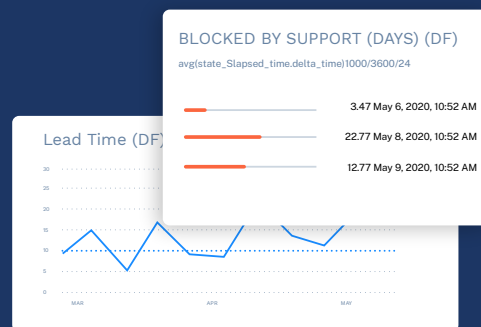 BLOCKED BY SUPPORT (DAYS) (DF)
avg(state_Slapsed_time.delta_time)1000/3600/24
3.47 May 6, 2020, 10:52 AM
22.77 May 8, 2020, 10:52 AM
12.77 May 9, 2020, 10:52 AM
Lead Time (DF)
30
25
20
15
10
5
0
MAR APR MAY